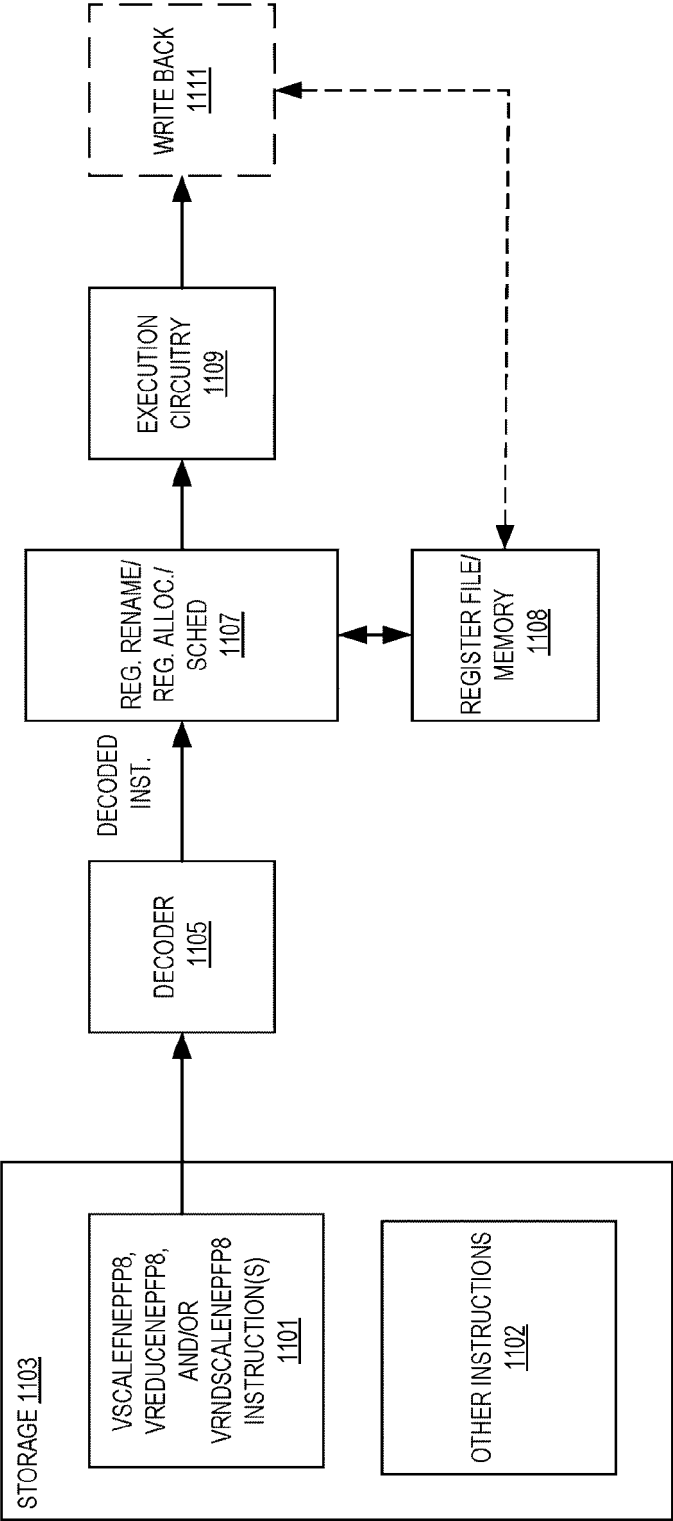 STORAGE 1103
VSCALEFNEPFP8,
VREDUCENEPFP8,
AND/OR
VRNDSCALENEPFP8
INSTRUCTION(S)
1101
OTHER INSTRUCTIONS
1102
DECODER
1105
DECODED
INST.
REG. RENAME/
REG. ALLOC./
SCHED
1107
REGISTER FILE/
MEMORY
1108
EXECUTION
CIRCUITRY
1109
WRITE BACK
1111